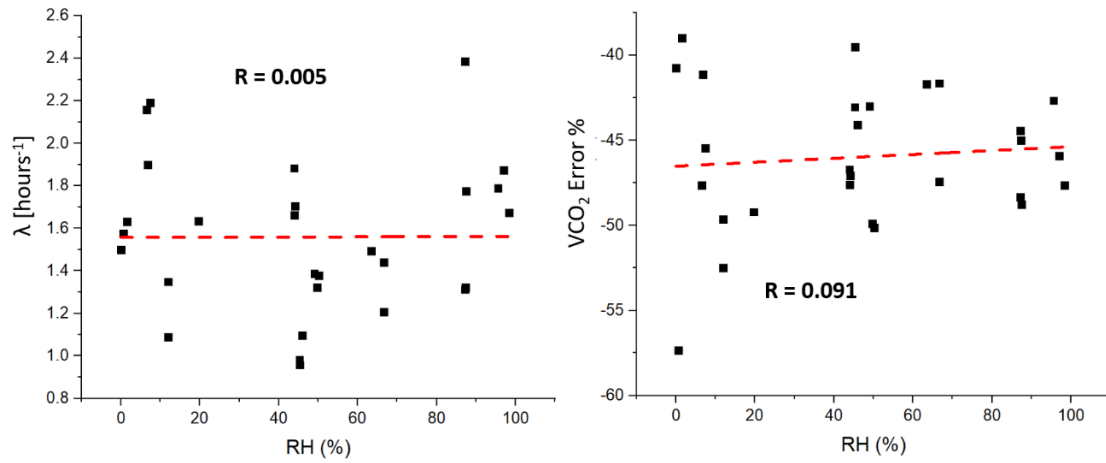 2.6
2.4
2.2
2.0
1.8
1.6
1.4
1.2
1.0
0.8
λ [hours⁻¹]
R = 0.005
0 20 40 60 80 100
RH (%)
-40
-45
-50
-55
-60
VCO₂ Error %
R = 0.091
0 20 40 60 80 100
RH (%)